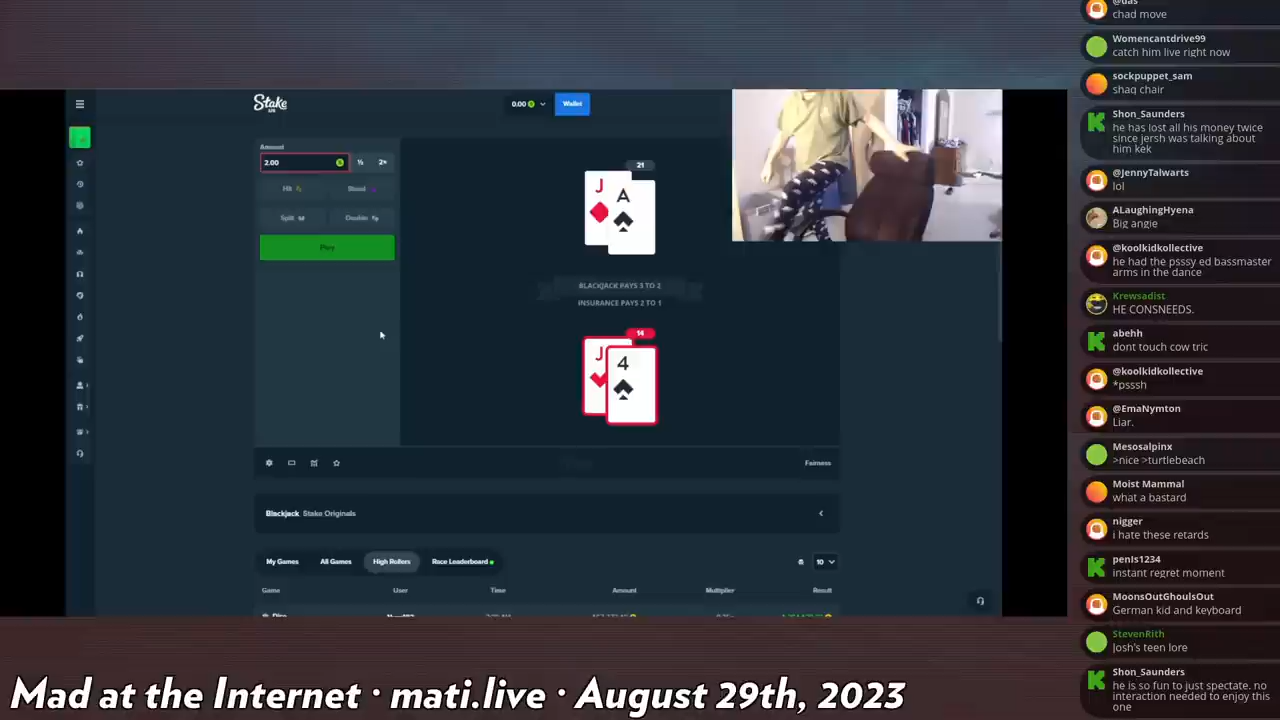 Stake
0.00
Wallet
Amount
2.00
½
2×
Hit
Stand
Split
Double
Play
21
J
A
BLACKJACK PAYS 3 TO 2
INSURANCE PAYS 2 TO 1
14
J
4
Fairness
Blackjack Stake Originals
My Games
All Games
High Rollers
Race Leaderboard
10
Game
User
Time
Amount
Multiplier
Result
Mad at the Internet · mati.live · August 29th, 2023
@das
chad move
Womencantdrive99
catch him live right now
sockpuppet_sam
shaq chair
Shon_Saunders
he has lost all his money twice
since jersh was talking about
him kek
@JennyTalwarts
lol
ALaughingHyena
Big angie
@koolkidkollective
he had the psssy ed bassmaster
arms in the dance
Krewsadist
HE CONSNEEDS.
abehh
dont touch cow tric
@koolkidkollective
*psssh
@EmaNymton
Liar.
Mesosalpinx
>nice >turtlebeach
Moist Mammal
what a bastard
nigger
i hate these retards
penIs1234
instant regret moment
MoonsOutGhoulsOut
German kid and keyboard
StevenRith
Josh's teen lore
Shon_Saunders
he is so fun to just spectate. no
interaction needed to enjoy this
one